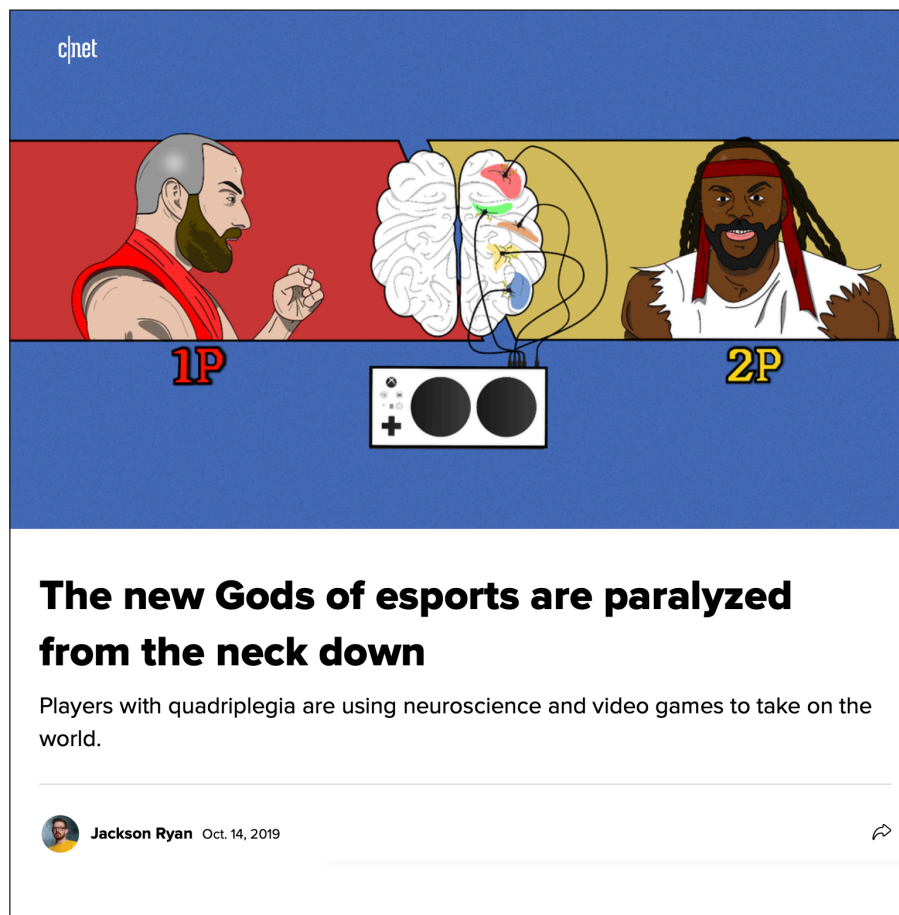 c|net
1P
2P
The new Gods of esports are paralyzed
from the neck down
Players with quadriplegia are using neuroscience and video games to take on the
world.
Jackson Ryan Oct. 14, 2019